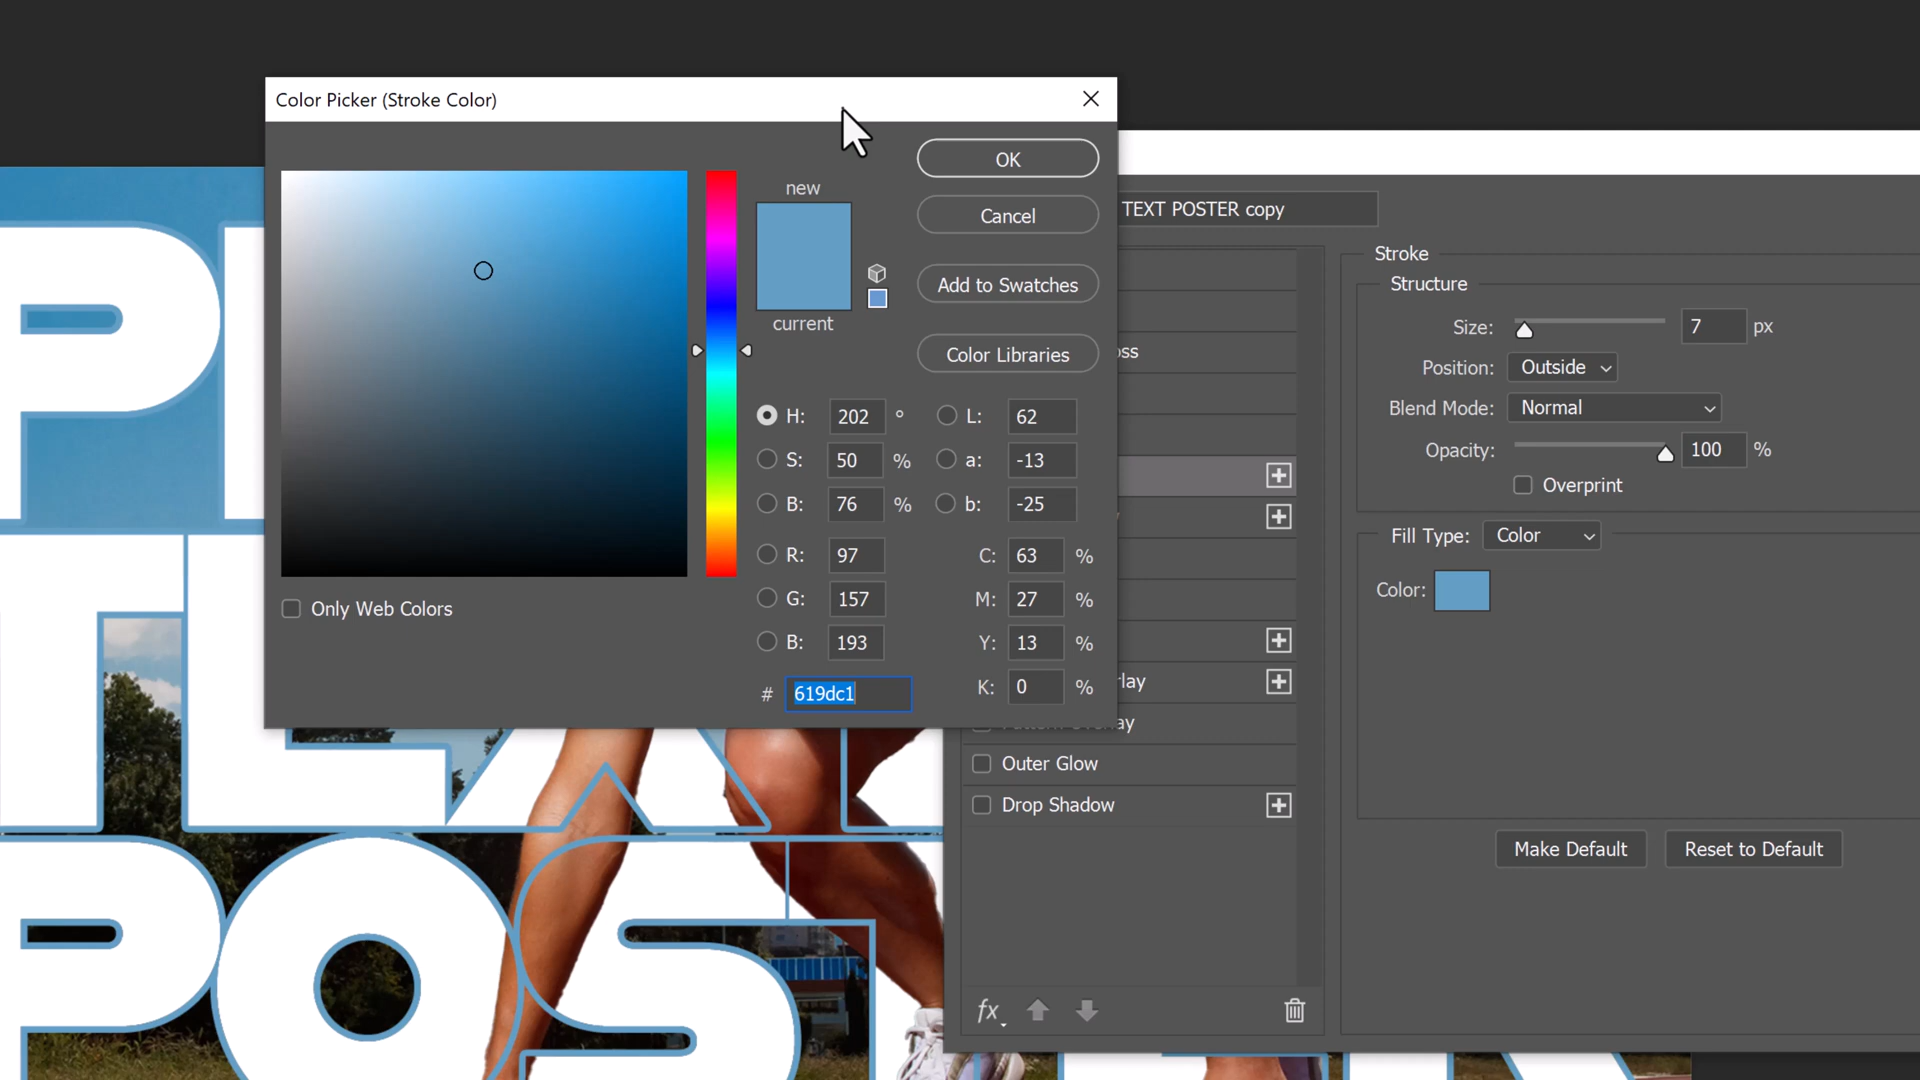 Color Picker (Stroke Color)
new
current
OK
Cancel
Add to Swatches
Color Libraries
H: 202 °
S: 50 %
B: 76 %
R: 97
G: 157
B: 193
# 619dc1
L: 62
a: -13
b: -25
C: 63 %
M: 27 %
Y: 13 %
K: 0 %
Only Web Colors
TEXT POSTER copy
Outer Glow
Drop Shadow
fx
Stroke
Structure
Size: 7 px
Position: Outside
Blend Mode: Normal
Opacity: 100 %
Overprint
Fill Type: Color
Color:
Make Default
Reset to Default